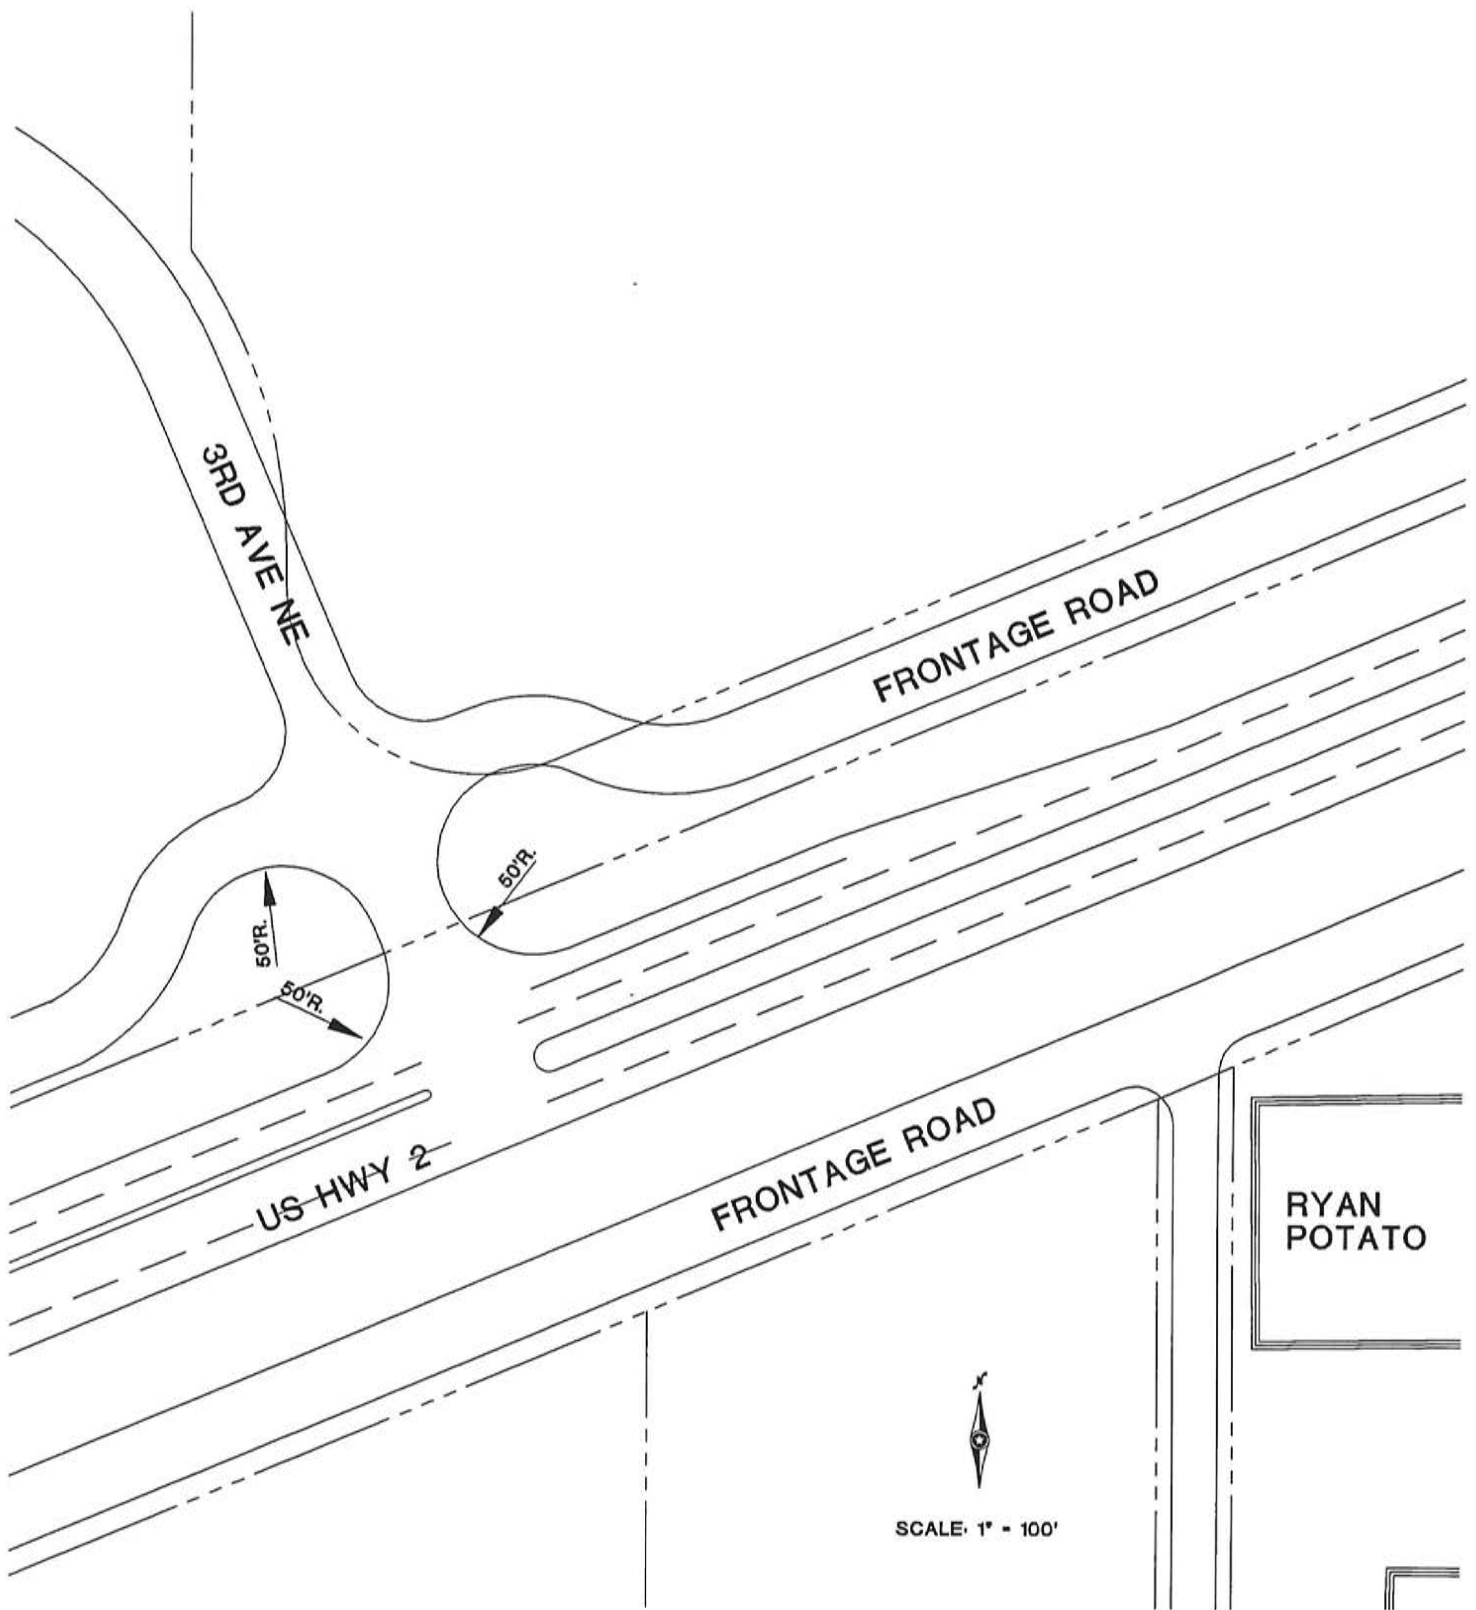 3RD AVE NE
FRONTAGE ROAD
50'R.
50'R.
50'R.
US HWY 2
FRONTAGE ROAD
RYAN
POTATO
N
SCALE: 1" = 100'